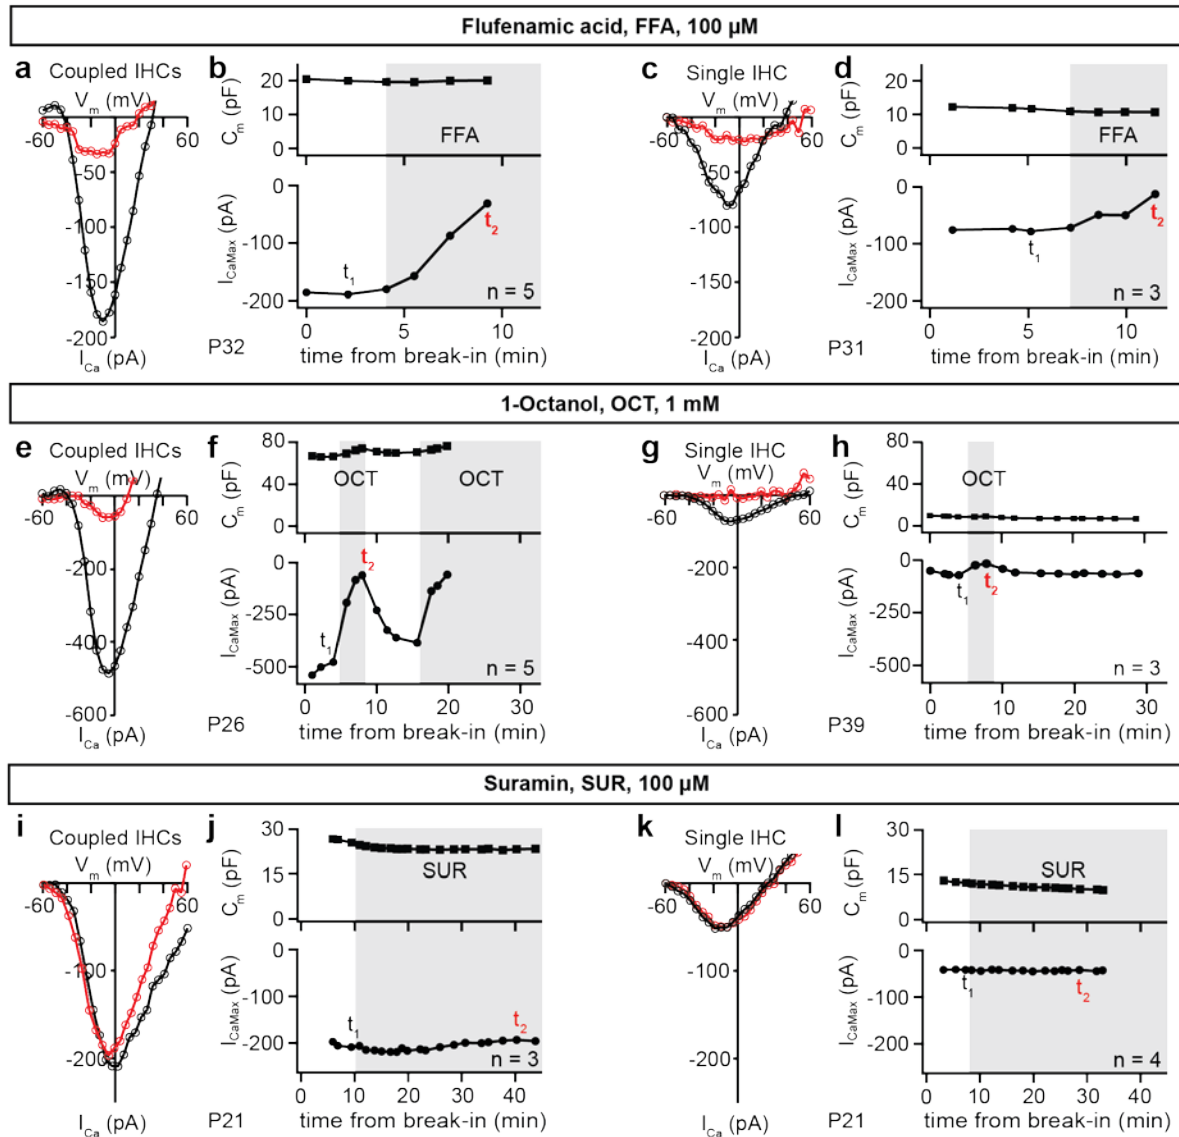 Flufenamic acid, FFA, 100 µM
a
Coupled IHCs
Vm (mV)
-60
60
-50
-100
-150
-200
ICa (pA)
P32
b
Cm (pF)
20
10
0
FFA
ICaMax (pA)
0
-100
-200
t1
t2
n = 5
0
5
10
time from break-in (min)
c
Single IHC
Vm (mV)
-60
60
-50
-100
-150
-200
ICa (pA)
P31
d
Cm (pF)
20
10
0
FFA
ICaMax (pA)
0
-100
-200
t1
t2
n = 3
0
5
10
time from break-in (min)
1-Octanol, OCT, 1 mM
e
Coupled IHCs
Vm (mV)
-60
60
-200
-400
-600
ICa (pA)
P26
f
Cm (pF)
80
40
0
OCT
OCT
ICaMax (pA)
0
-250
-500
t1
t2
n = 5
0
10
20
30
time from break-in (min)
g
Single IHC
Vm (mV)
-60
60
-200
-400
-600
ICa (pA)
P39
h
Cm (pF)
80
40
0
OCT
ICaMax (pA)
0
-250
-500
t1
t2
n = 3
0
10
20
30
time from break-in (min)
Suramin, SUR, 100 µM
i
Coupled IHCs
Vm (mV)
-60
60
-100
-200
ICa (pA)
P21
j
Cm (pF)
30
15
0
SUR
ICaMax (pA)
0
-100
-200
t1
t2
n = 3
0
10
20
30
40
time from break-in (min)
k
Single IHC
Vm (mV)
-60
60
-100
-200
ICa (pA)
P21
l
Cm (pF)
30
15
0
SUR
ICaMax (pA)
0
-100
-200
t1
t2
n = 4
0
10
20
30
40
time from break-in (min)